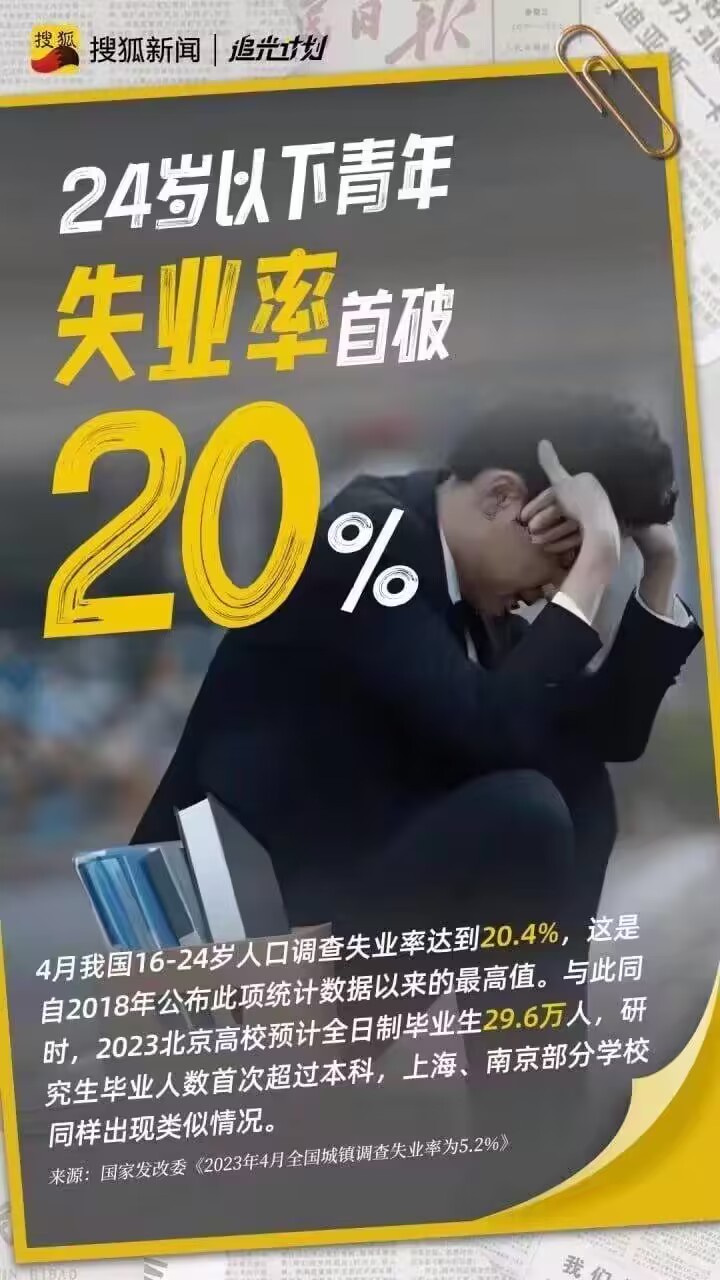 搜狐 搜狐新闻 | 追光计划
24岁以下青年
失业率首破
20%
4月我国16-24岁人口调查失业率达到20.4%，这是
自2018年公布此项统计数据以来的最高值。与此同
时，2023北京高校预计全日制毕业生29.6万人，研
究生毕业人数首次超过本科，上海、南京部分学校
同样出现类似情况。
来源：国家发改委《2023年4月全国城镇调查失业率为5.2%》